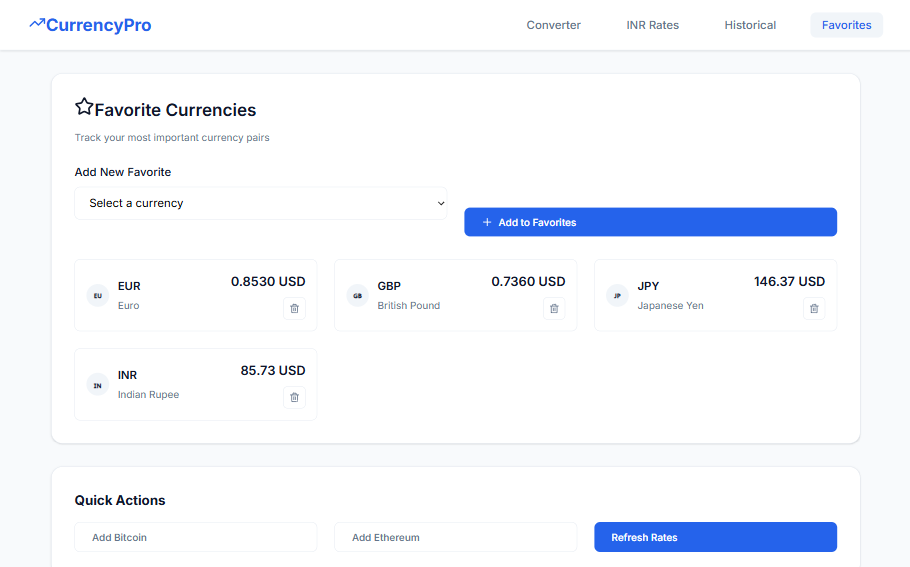 CurrencyPro
Converter
INR Rates
Historical
Favorites
Favorite Currencies
Track your most important currency pairs
Add New Favorite
Select a currency
Add to Favorites
EU
EUR
Euro
0.8530 USD
GB
GBP
British Pound
0.7360 USD
JP
JPY
Japanese Yen
146.37 USD
IN
INR
Indian Rupee
85.73 USD
Quick Actions
Add Bitcoin
Add Ethereum
Refresh Rates